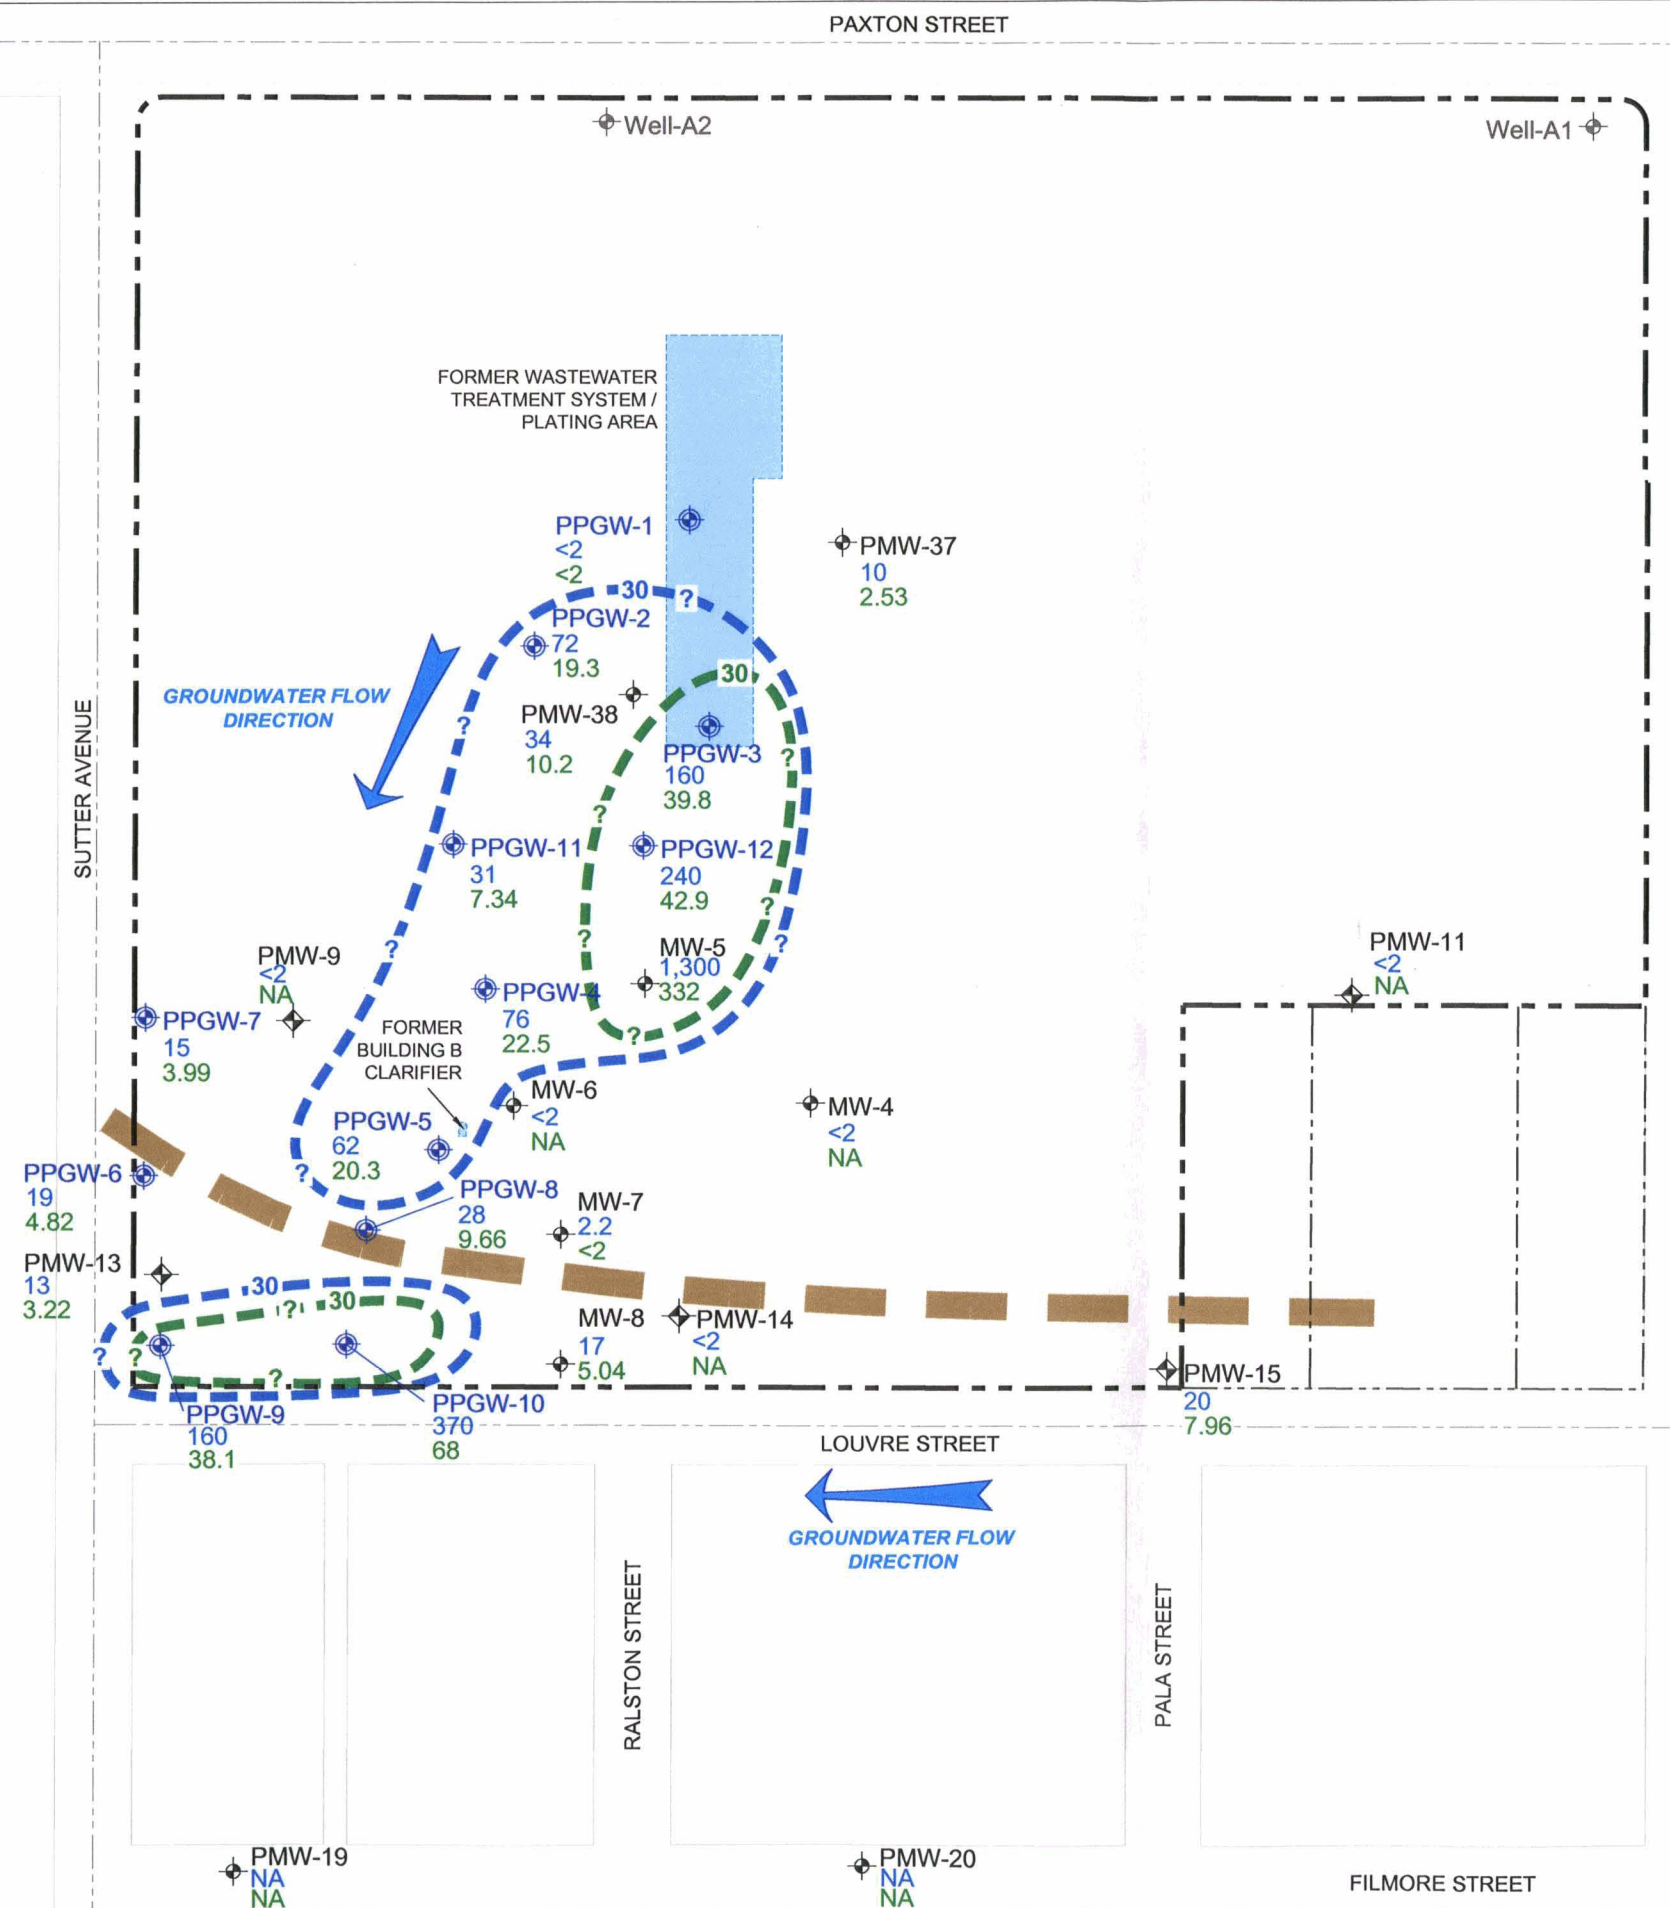 PAXTON STREET
Well-A2
Well-A1
FORMER WASTEWATER
TREATMENT SYSTEM /
PLATING AREA
PPGW-1
<2
<2
PMW-37
10
2.53
30
?
PPGW-2
72
19.3
GROUNDWATER FLOW
DIRECTION
SUTTER AVENUE
30
PMW-38
34
10.2
?
PPGW-3
160
39.8
?
?
PPGW-11
31
7.34
PPGW-12
240
42.9
?
?
?
?
PMW-9
<2
NA
MW-5
1,300
332
PMW-11
<2
NA
PPGW-7
15
3.99
PPGW-4
76
22.5
?
FORMER
BUILDING B
CLARIFIER
MW-6
<2
NA
MW-4
<2
NA
PPGW-5
62
20.3
?
PPGW-6
19
4.82
PPGW-8
28
9.66
MW-7
2.2
<2
PMW-13
13
3.22
30
?
30
?
?
?
MW-8
17
5.04
PMW-14
<2
NA
PMW-15
20
7.96
PPGW-9
160
38.1
PPGW-10
370
68
LOUVRE STREET
GROUNDWATER FLOW
DIRECTION
RALSTON STREET
PALA STREET
PMW-19
NA
NA
PMW-20
NA
NA
FILMORE STREET